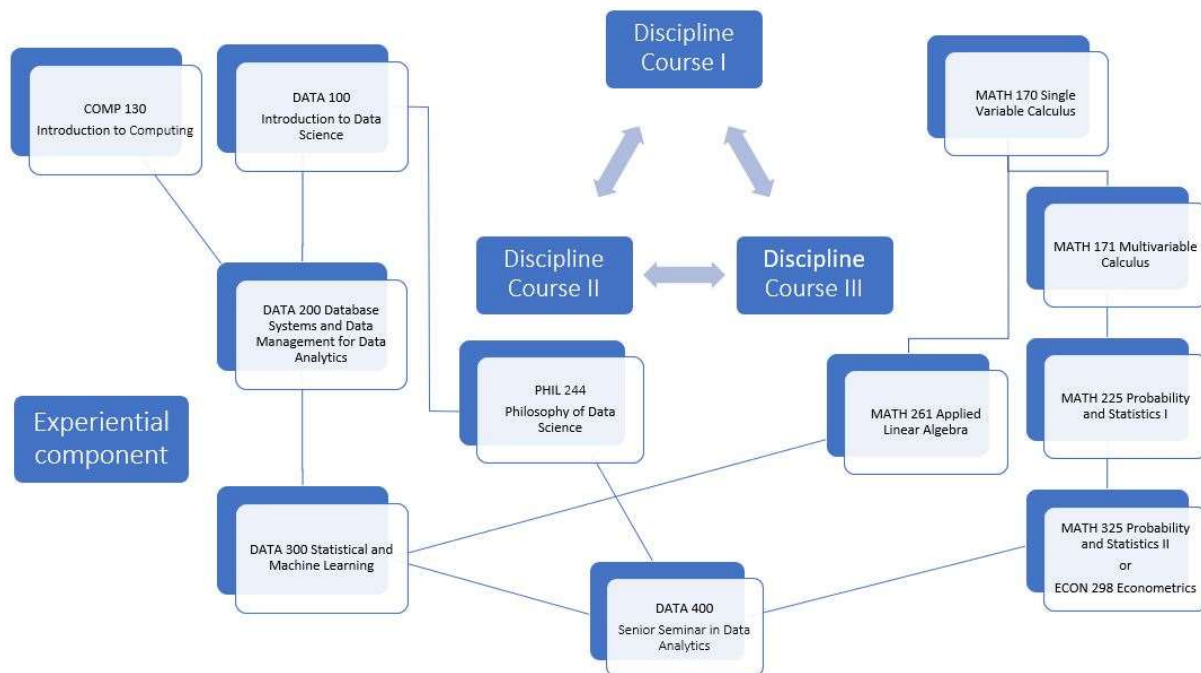 Discipline
Course I
COMP 130
Introduction to Computing
DATA 100
Introduction to Data
Science
MATH 170 Single
Variable Calculus
Discipline
Course II
Discipline
Course III
MATH 171 Multivariable
Calculus
DATA 200 Database
Systems and Data
Management for Data
Analytics
PHIL 244
Philosophy of Data
Science
MATH 261 Applied
Linear Algebra
MATH 225 Probability
and Statistics I
Experiential
component
DATA 300 Statistical and
Machine Learning
DATA 400
Senior Seminar in Data
Analytics
MATH 325 Probability
and Statistics II
or
ECON 298 Econometrics